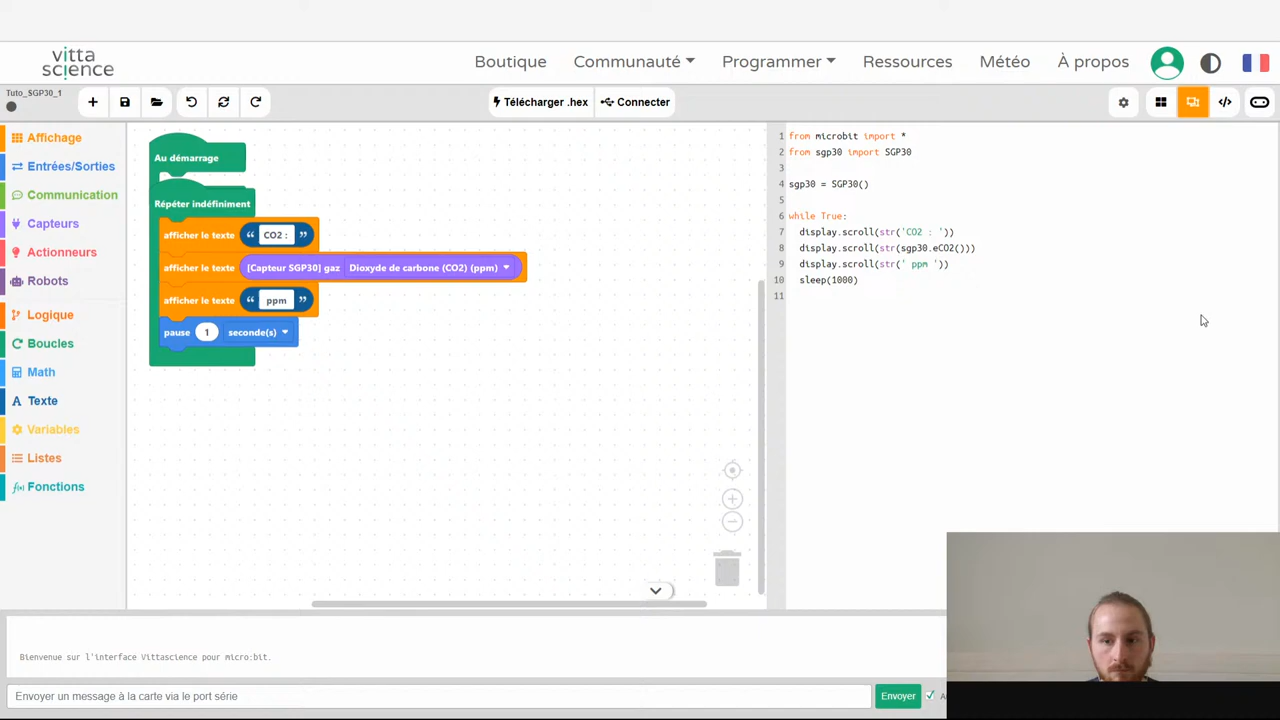 vitta
science
Boutique
Communauté
Programmer
Ressources
Météo
À propos
Tuto_SGP30_1
Télécharger .hex
Connecter
Affichage
Entrées/Sorties
Communication
Capteurs
Actionneurs
Robots
Logique
Boucles
Math
Texte
Variables
Listes
Fonctions
Au démarrage
Répéter indéfiniment
afficher le texte “ CO2 : ”
afficher le texte [Capteur SGP30] gaz Dioxyde de carbone (CO2) (ppm)
afficher le texte “ ppm ”
pause 1 seconde(s)
1 from microbit import *
2 from sgp30 import SGP30
3
4 sgp30 = SGP30()
5
6 while True:
7 display.scroll(str('CO2 : '))
8 display.scroll(str(sgp30.eCO2()))
9 display.scroll(str(' ppm '))
10 sleep(1000)
11
Bienvenue sur l'interface Vittascience pour micro:bit.
Envoyer un message à la carte via le port série
Envoyer